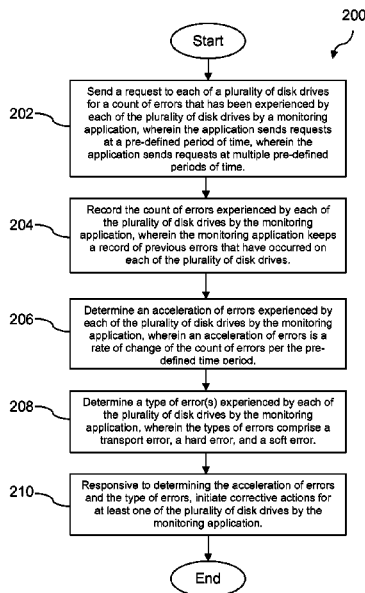 200
Start
202
Send a request to each of a plurality of disk drives
for a count of errors that has been experienced by
each of the plurality of disk drives by a monitoring
application, wherein the application sends requests
at a pre-defined period of time, wherein the
application sends requests at multiple pre-defined
periods of time.
204
Record the count of errors experienced by each of
the plurality of disk drives by the monitoring
application, wherein the monitoring application keeps
a record of previous errors that have occurred on
each of the plurality of disk drives.
206
Determine an acceleration of errors experienced by
each of the plurality of disk drives by the monitoring
application, wherein an acceleration of errors is a
rate of change of the count of errors per the pre-
defined time period.
208
Determine a type of error(s) experienced by each of
the plurality of disk drives by the monitoring
application, wherein the types of errors comprise a
transport error, a hard error, and a soft error.
210
Responsive to determining the acceleration of errors
and the type of errors, initiate corrective actions for
at least one of the plurality of disk drives by the
monitoring application.
End